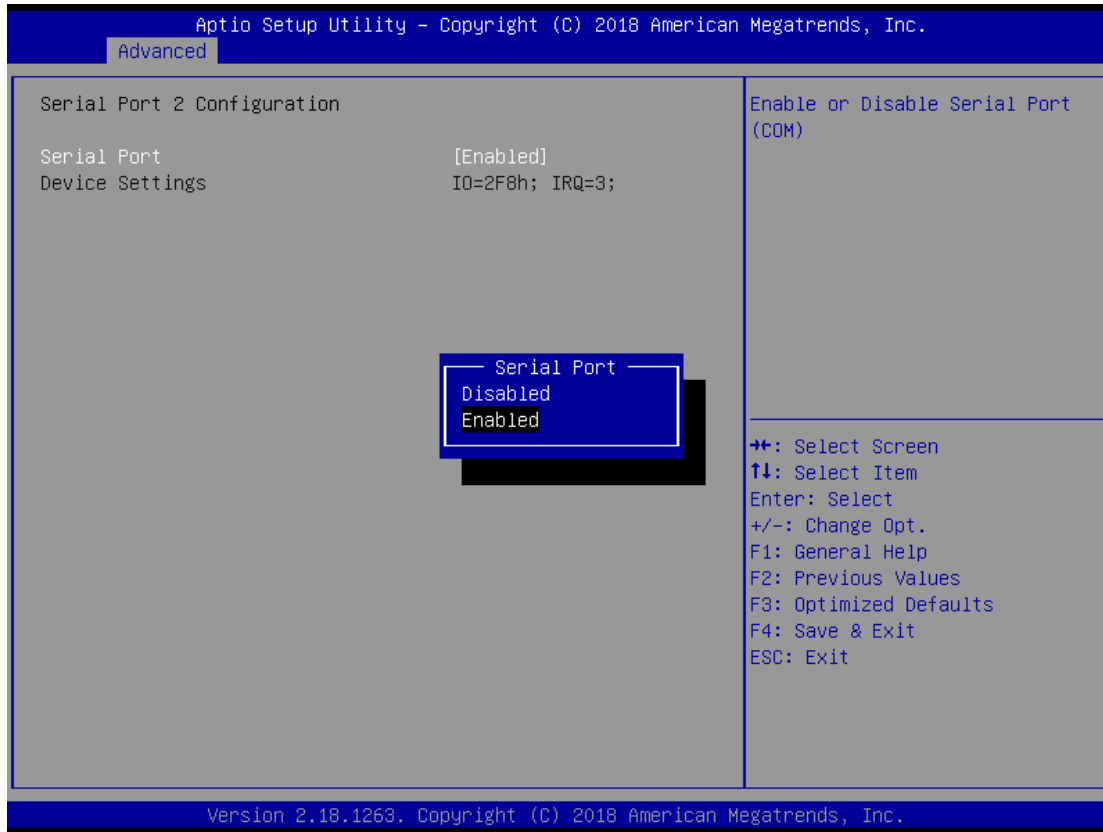 Aptio Setup Utility – Copyright (C) 2018 American Megatrends, Inc.
Advanced
Serial Port 2 Configuration
Serial Port [Enabled]
Device Settings IO=2F8h; IRQ=3;
Serial Port
Disabled
Enabled
Enable or Disable Serial Port
(COM)
→←: Select Screen
↑↓: Select Item
Enter: Select
+/-: Change Opt.
F1: General Help
F2: Previous Values
F3: Optimized Defaults
F4: Save & Exit
ESC: Exit
Version 2.18.1263. Copyright (C) 2018 American Megatrends, Inc.